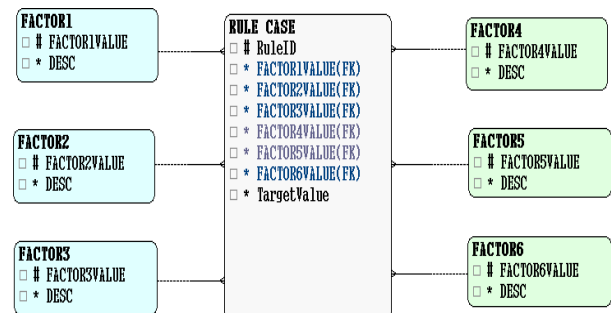 FACTOR1
# FACTOR1VALUE
* DESC
FACTOR2
# FACTOR2VALUE
* DESC
FACTOR3
# FACTOR3VALUE
* DESC
RULE CASE
# RuleID
* FACTOR1VALUE(FK)
* FACTOR2VALUE(FK)
* FACTOR3VALUE(FK)
* FACTOR4VALUE(FK)
* FACTOR5VALUE(FK)
* FACTOR6VALUE(FK)
* TargetValue
FACTOR4
# FACTOR4VALUE
* DESC
FACTOR5
# FACTOR5VALUE
* DESC
FACTOR6
# FACTOR6VALUE
* DESC